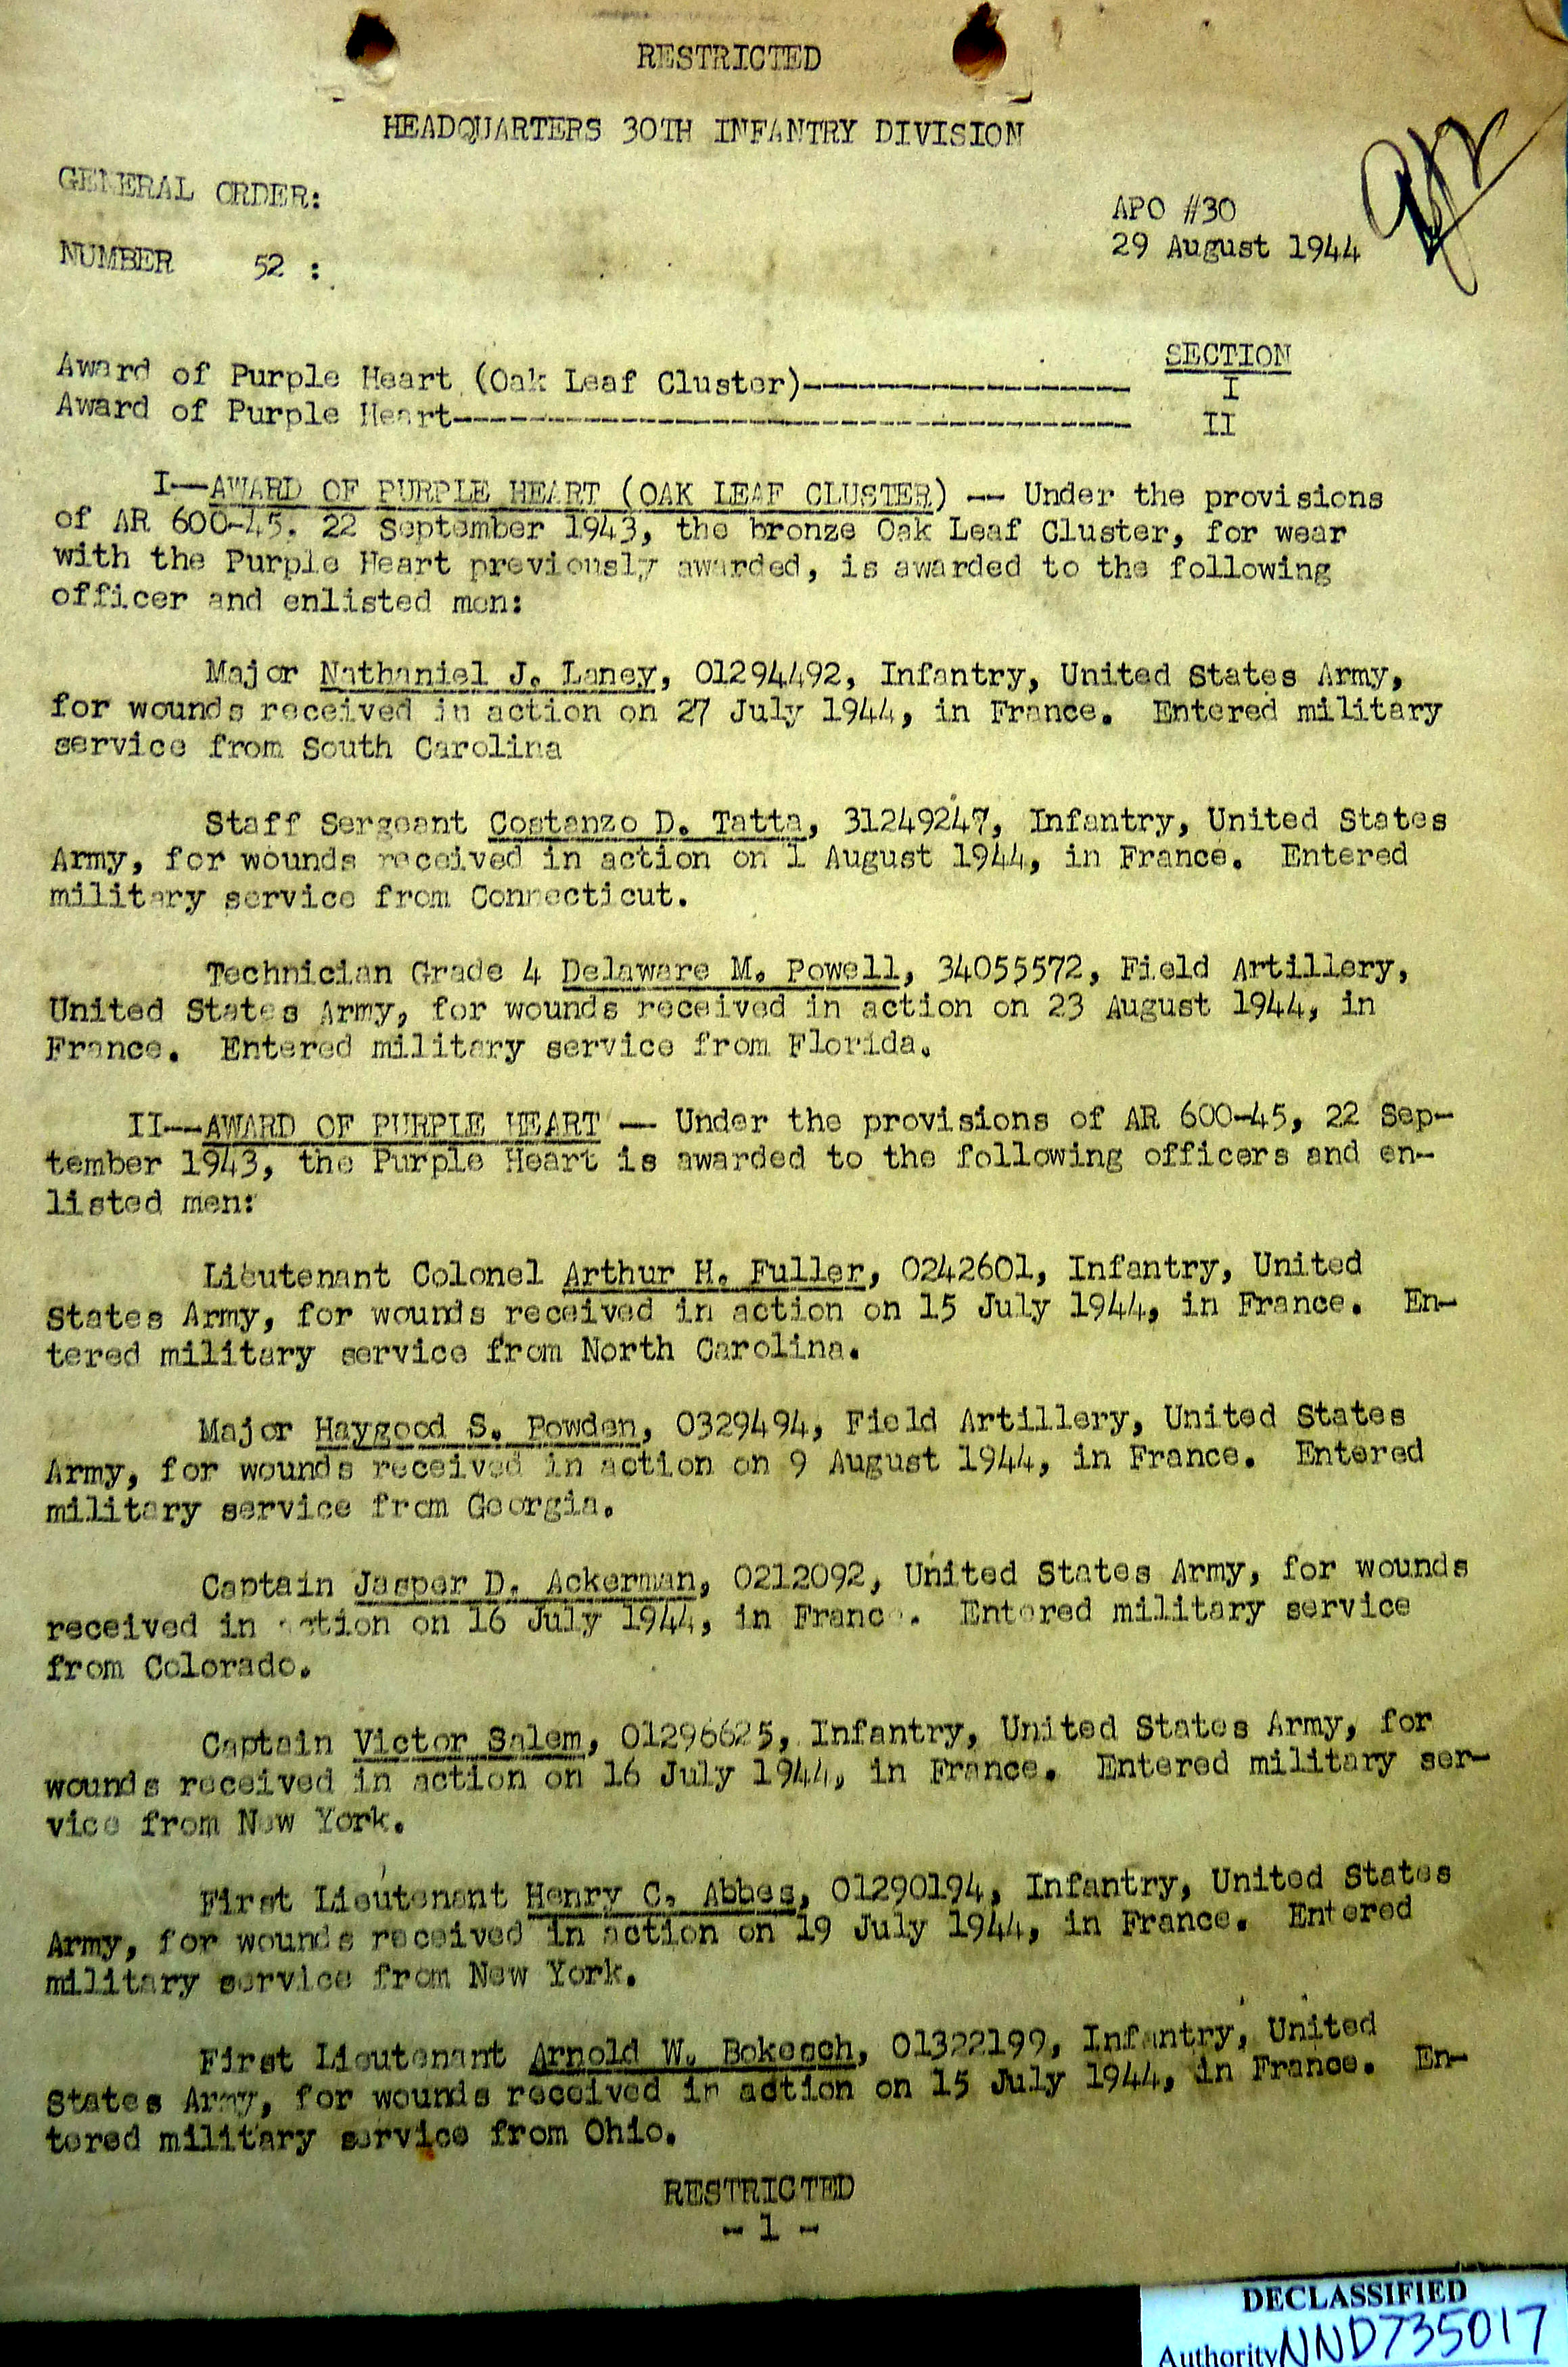 RESTRICTED
HEADQUARTERS 30TH INFANTRY DIVISION
GENERAL ORDER:
APO #30
NUMBER 52 :
29 August 1944
SECTION
Award of Purple Heart (Oak Leaf Cluster)------------------ I
Award of Purple Heart------------------------------------- II
I--AWARD OF PURPLE HEART (OAK LEAF CLUSTER) -- Under the provisions
of AR 600-45, 22 September 1943, the bronze Oak Leaf Cluster, for wear
with the Purple Heart previously awarded, is awarded to the following
officer and enlisted men:
Major Nathaniel J. Laney, 01294492, Infantry, United States Army,
for wounds received in action on 27 July 1944, in France. Entered military
service from South Carolina
Staff Sergeant Costanzo D. Tatta, 31249247, Infantry, United States
Army, for wounds received in action on 1 August 1944, in France. Entered
military service from Connecticut.
Technician Grade 4 Delaware M. Powell, 34055572, Field Artillery,
United States Army, for wounds received in action on 23 August 1944, in
France. Entered military service from Florida.
II--AWARD OF PURPLE HEART -- Under the provisions of AR 600-45, 22 Sep-
tember 1943, the Purple Heart is awarded to the following officers and en-
listed men:
Lieutenant Colonel Arthur H. Fuller, 0242601, Infantry, United
States Army, for wounds received in action on 15 July 1944, in France. En-
tered military service from North Carolina.
Major Haygood S. Powden, 0329494, Field Artillery, United States
Army, for wounds received in action on 9 August 1944, in France. Entered
military service from Georgia.
Captain Jasper D. Ackerman, 0212092, United States Army, for wounds
received in action on 16 July 1944, in France. Entered military service
from Colorado.
Captain Victor Salem, 01296625, Infantry, United States Army, for
wounds received in action on 16 July 1944, in France. Entered military ser-
vice from New York.
First Lieutenant Henry C. Abbes, 01290194, Infantry, United States
Army, for wounds received in action on 19 July 1944, in France. Entered
military service from New York.
First Lieutenant Arnold W. Bokesch, 01322199, Infantry, United
States Army, for wounds received in action on 15 July 1944, in France. En-
tered military service from Ohio.
RESTRICTED
- 1 -
DECLASSIFIED
Authority NND735017